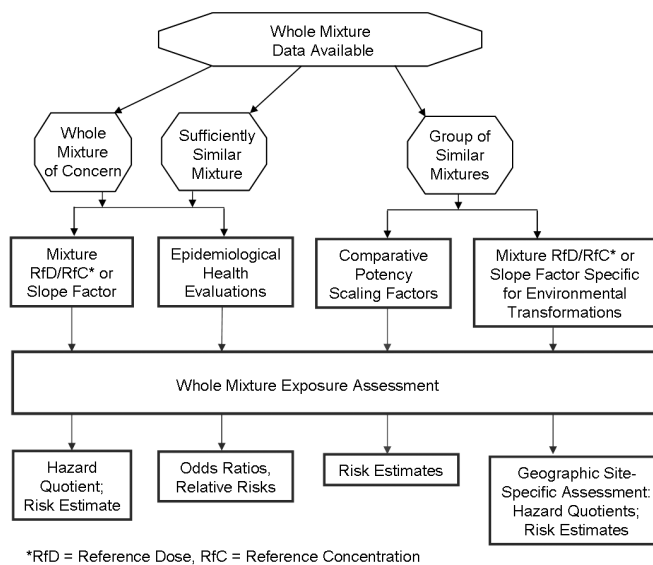 Whole Mixture
Data Available
Whole
Mixture
of Concern
Sufficiently
Similar
Mixture
Group of
Similar
Mixtures
Mixture
RfD/RfC* or
Slope Factor
Epidemiological
Health
Evaluations
Comparative
Potency
Scaling Factors
Mixture RfD/RfC* or
Slope Factor Specific
for Environmental
Transformations
Whole Mixture Exposure Assessment
Hazard
Quotient;
Risk Estimate
Odds Ratios,
Relative Risks
Risk Estimates
Geographic Site-
Specific Assessment:
Hazard Quotients;
Risk Estimates
*RfD = Reference Dose, RfC = Reference Concentration